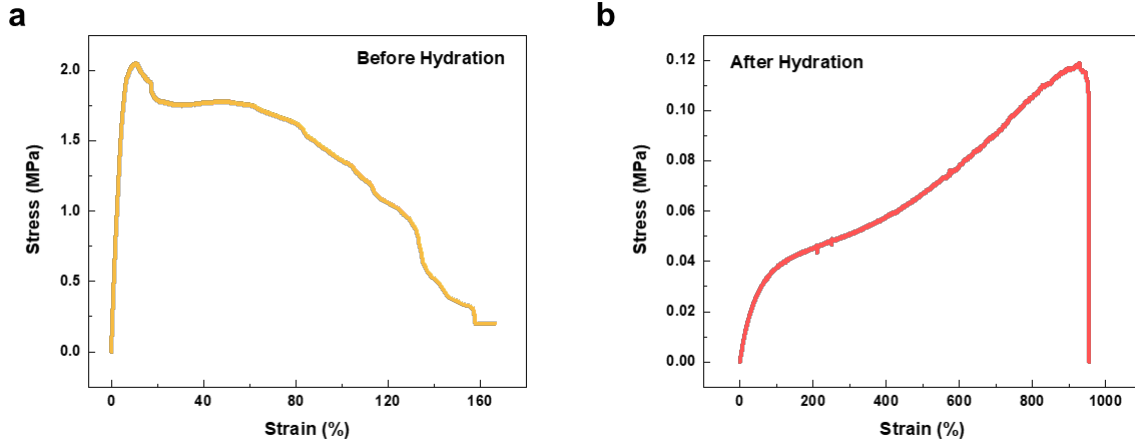 a
Before Hydration
Stress (MPa)
2.0
1.5
1.0
0.5
0.0
0
40
80
120
160
Strain (%)
b
After Hydration
Stress (MPa)
0.12
0.10
0.08
0.06
0.04
0.02
0.00
0
200
400
600
800
1000
Strain (%)